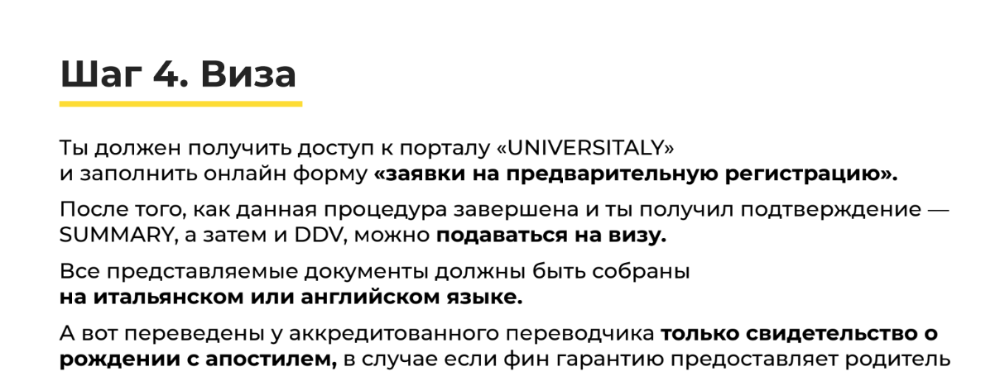 Шаг 4. Виза
Ты должен получить доступ к порталу «UNIVERSITALY»
и заполнить онлайн форму «заявки на предварительную регистрацию».
После того, как данная процедура завершена и ты получил подтверждение —
SUMMARY, а затем и DDV, можно подаваться на визу.
Все представляемые документы должны быть собраны
на итальянском или английском языке.
А вот переведены у аккредитованного переводчика только свидетельство о
рождении с апостилем, в случае если фин гарантию предоставляет родитель